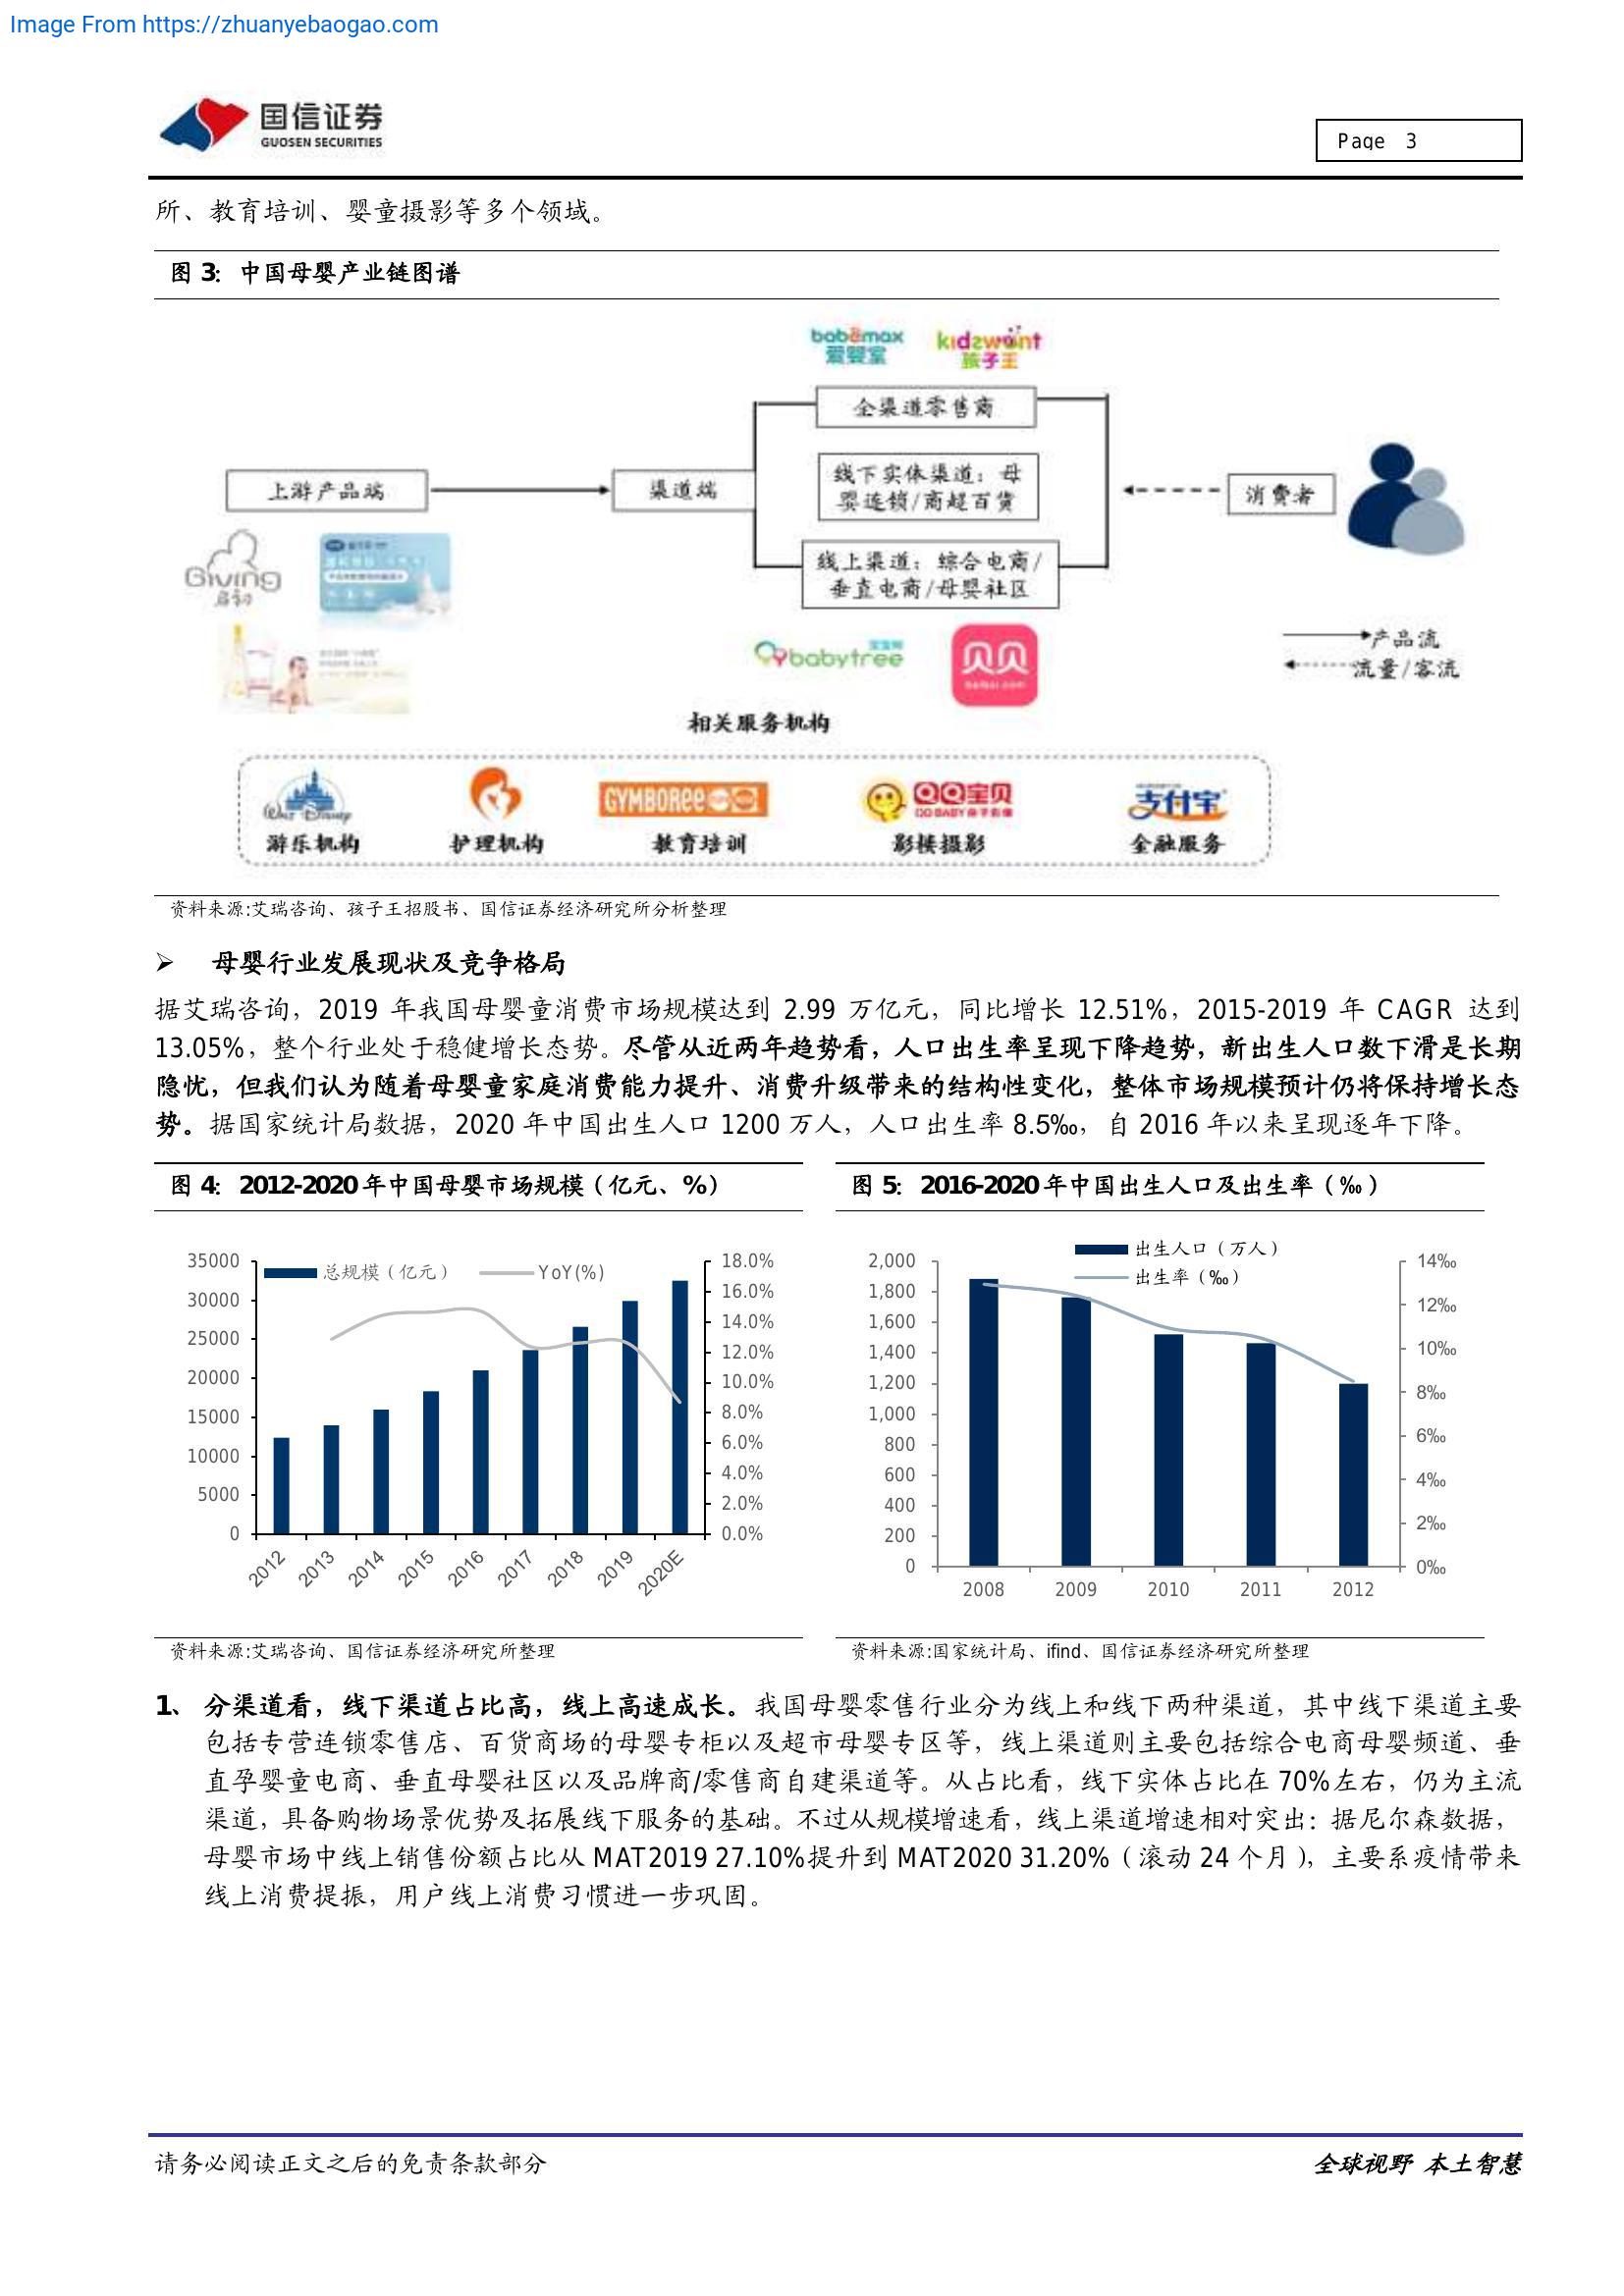 Image From https://zhuanyebaogao.com
国信证券
GUOSEN SECURITIES
Page 3
所、教育培训、婴童摄影等多个领域。
图 3: 中国母婴产业链图谱
bobemax
爱婴室
kidswant
孩子王
全渠道零售商
上游产品端
渠道端
线下实体渠道：母
婴连锁/商超百货
消费者
线上渠道：综合电商/
垂直电商/母婴社区
Giving
启初
babytree
宝宝树
贝贝
beibei.com
产品流
流量/客流
相关服务机构
Walt Disney
GYMBOREE
QQ宝贝
支付宝
游乐机构
护理机构
教育培训
影楼摄影
金融服务
资料来源:艾瑞咨询、孩子王招股书、国信证券经济研究所分析整理
➢ 母婴行业发展现状及竞争格局
据艾瑞咨询，2019 年我国母婴童消费市场规模达到 2.99 万亿元，同比增长 12.51%，2015-2019 年 CAGR 达到
13.05%，整个行业处于稳健增长态势。尽管从近两年趋势看，人口出生率呈现下降趋势，新出生人口数下滑是长期
隐忧，但我们认为随着母婴童家庭消费能力提升、消费升级带来的结构性变化，整体市场规模预计仍将保持增长态
势。据国家统计局数据，2020 年中国出生人口 1200 万人，人口出生率 8.5‰，自 2016 年以来呈现逐年下降。
图 4: 2012-2020 年中国母婴市场规模（亿元、%）
总规模（亿元）
YoY(%)
35000
30000
25000
20000
15000
10000
5000
0
18.0%
16.0%
14.0%
12.0%
10.0%
8.0%
6.0%
4.0%
2.0%
0.0%
2012 2013 2014 2015 2016 2017 2018 2019 2020E
资料来源:艾瑞咨询、国信证券经济研究所整理
图 5: 2016-2020 年中国出生人口及出生率（‰）
出生人口（万人）
出生率（‰）
2,000
1,800
1,600
1,400
1,200
1,000
800
600
400
200
0
14‰
12‰
10‰
8‰
6‰
4‰
2‰
0‰
2008 2009 2010 2011 2012
资料来源:国家统计局、ifind、国信证券经济研究所整理
1、 分渠道看，线下渠道占比高，线上高速成长。我国母婴零售行业分为线上和线下两种渠道，其中线下渠道主要
包括专营连锁零售店、百货商场的母婴专柜以及超市母婴专区等，线上渠道则主要包括综合电商母婴频道、垂
直孕婴童电商、垂直母婴社区以及品牌商/零售商自建渠道等。从占比看，线下实体占比在 70%左右，仍为主流
渠道，具备购物场景优势及拓展线下服务的基础。不过从规模增速看，线上渠道增速相对突出：据尼尔森数据，
母婴市场中线上销售份额占比从 MAT2019 27.10%提升到 MAT2020 31.20%（滚动 24 个月），主要系疫情带来
线上消费提振，用户线上消费习惯进一步巩固。
请务必阅读正文之后的免责条款部分
全球视野 本土智慧